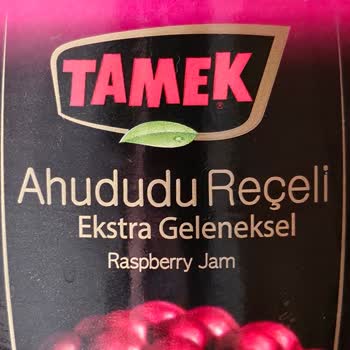 TAMEK
Ahududu Reçeli
Ekstra Geleneksel
Raspberry Jam